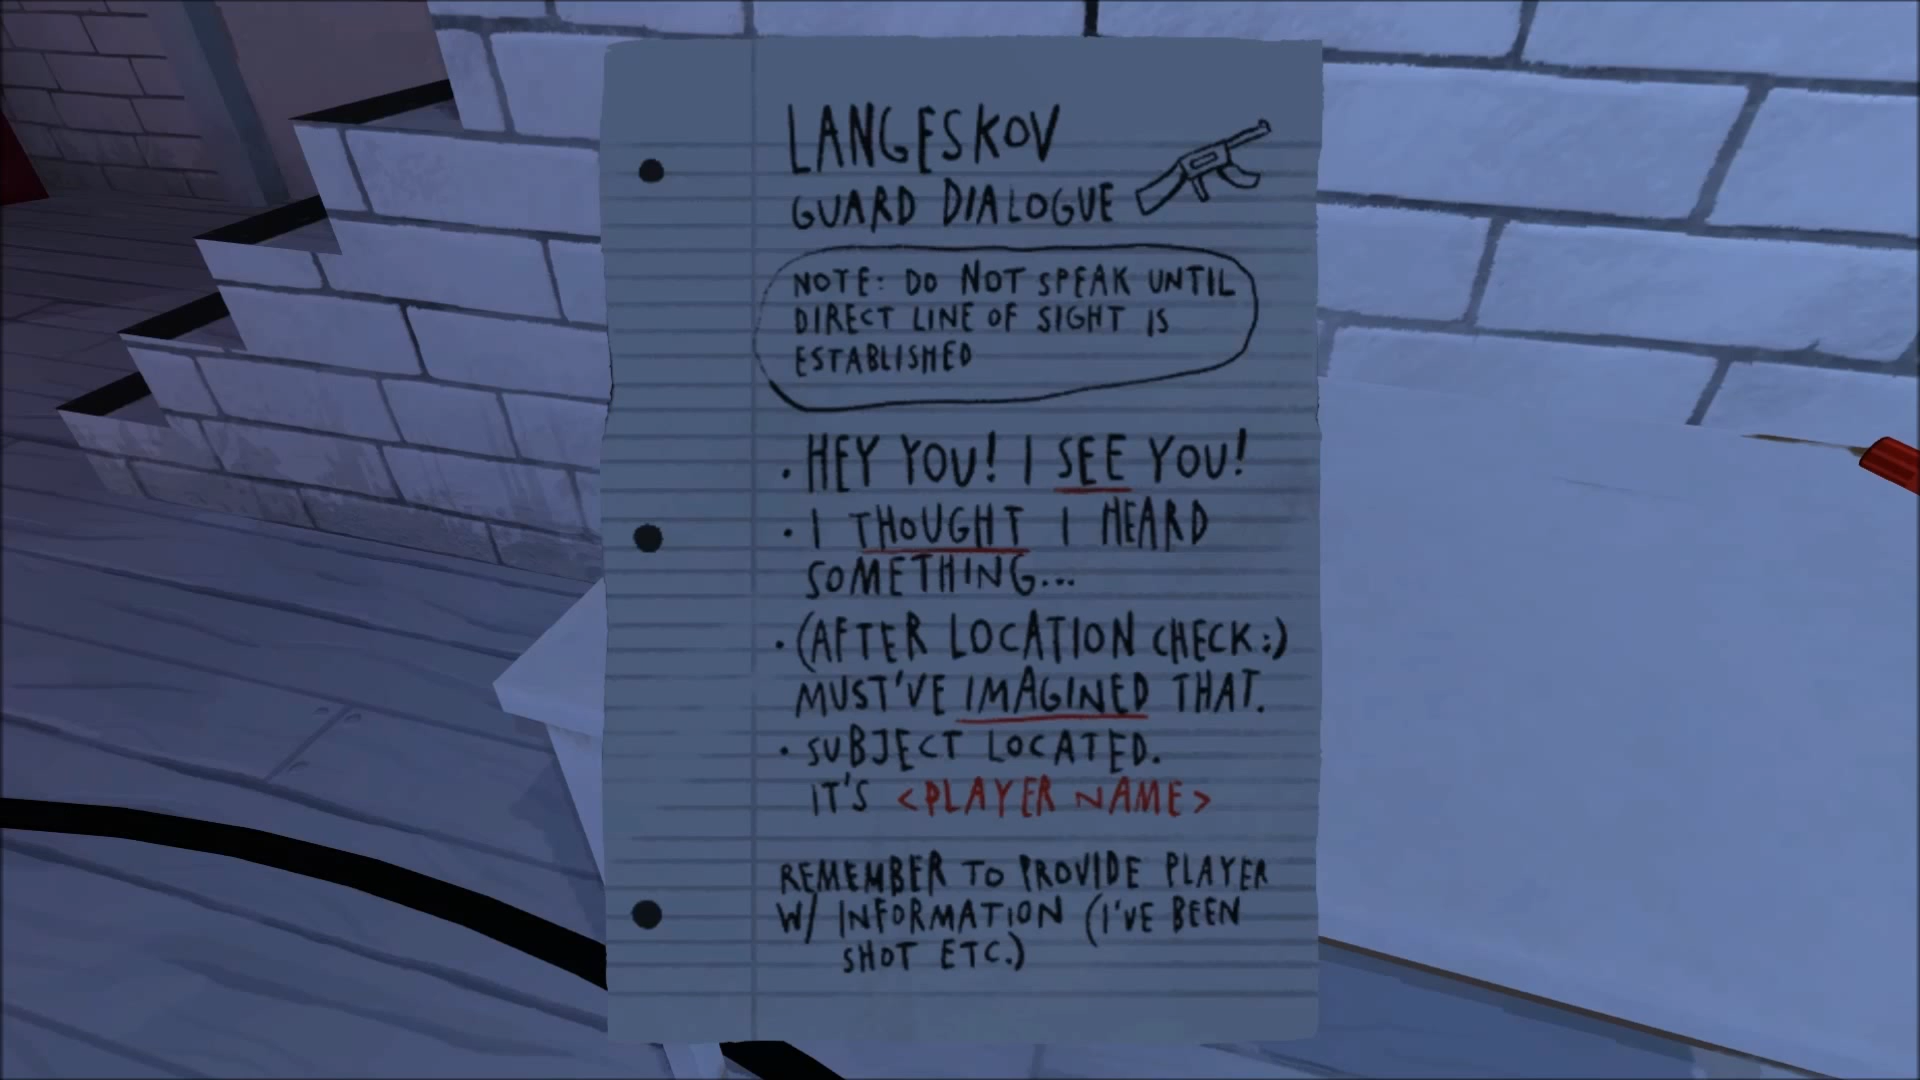 LANGESKOV
GUARD DIALOGUE
NOTE: DO NOT SPEAK UNTIL
DIRECT LINE OF SIGHT IS
ESTABLISHED
• HEY YOU! I SEE YOU!
• I THOUGHT I HEARD
SOMETHING...
• (AFTER LOCATION CHECK:)
MUST'VE IMAGINED THAT.
• SUBJECT LOCATED.
IT'S <PLAYER NAME>
REMEMBER TO PROVIDE PLAYER
W/ INFORMATION (I'VE BEEN
SHOT ETC.)